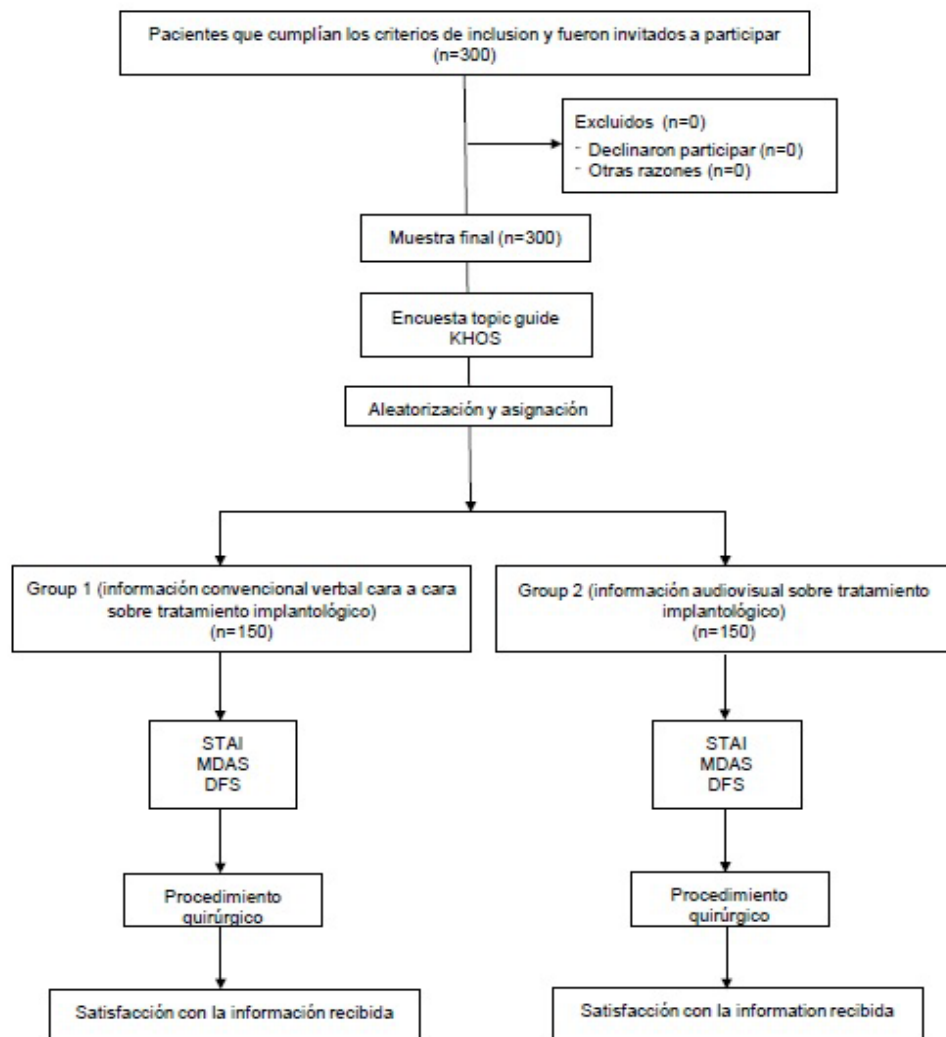 Pacientes que cumplían los criterios de inclusion y fueron invitados a participar
(n=300)
Excluidos (n=0)
- Declinaron participar (n=0)
- Otras razones (n=0)
Muestra final (n=300)
Encuesta topic guide
KHOS
Aleatorización y asignación
Group 1 (información convencional verbal cara a cara
sobre tratamiento implantológico)
(n=150)
Group 2 (información audiovisual sobre tratamiento
implantológico)
(n=150)
STAI
MDAS
DFS
STAI
MDAS
DFS
Procedimiento
quirúrgico
Procedimiento
quirúrgico
Satisfacción con la información recibida
Satisfacción con la information recibida